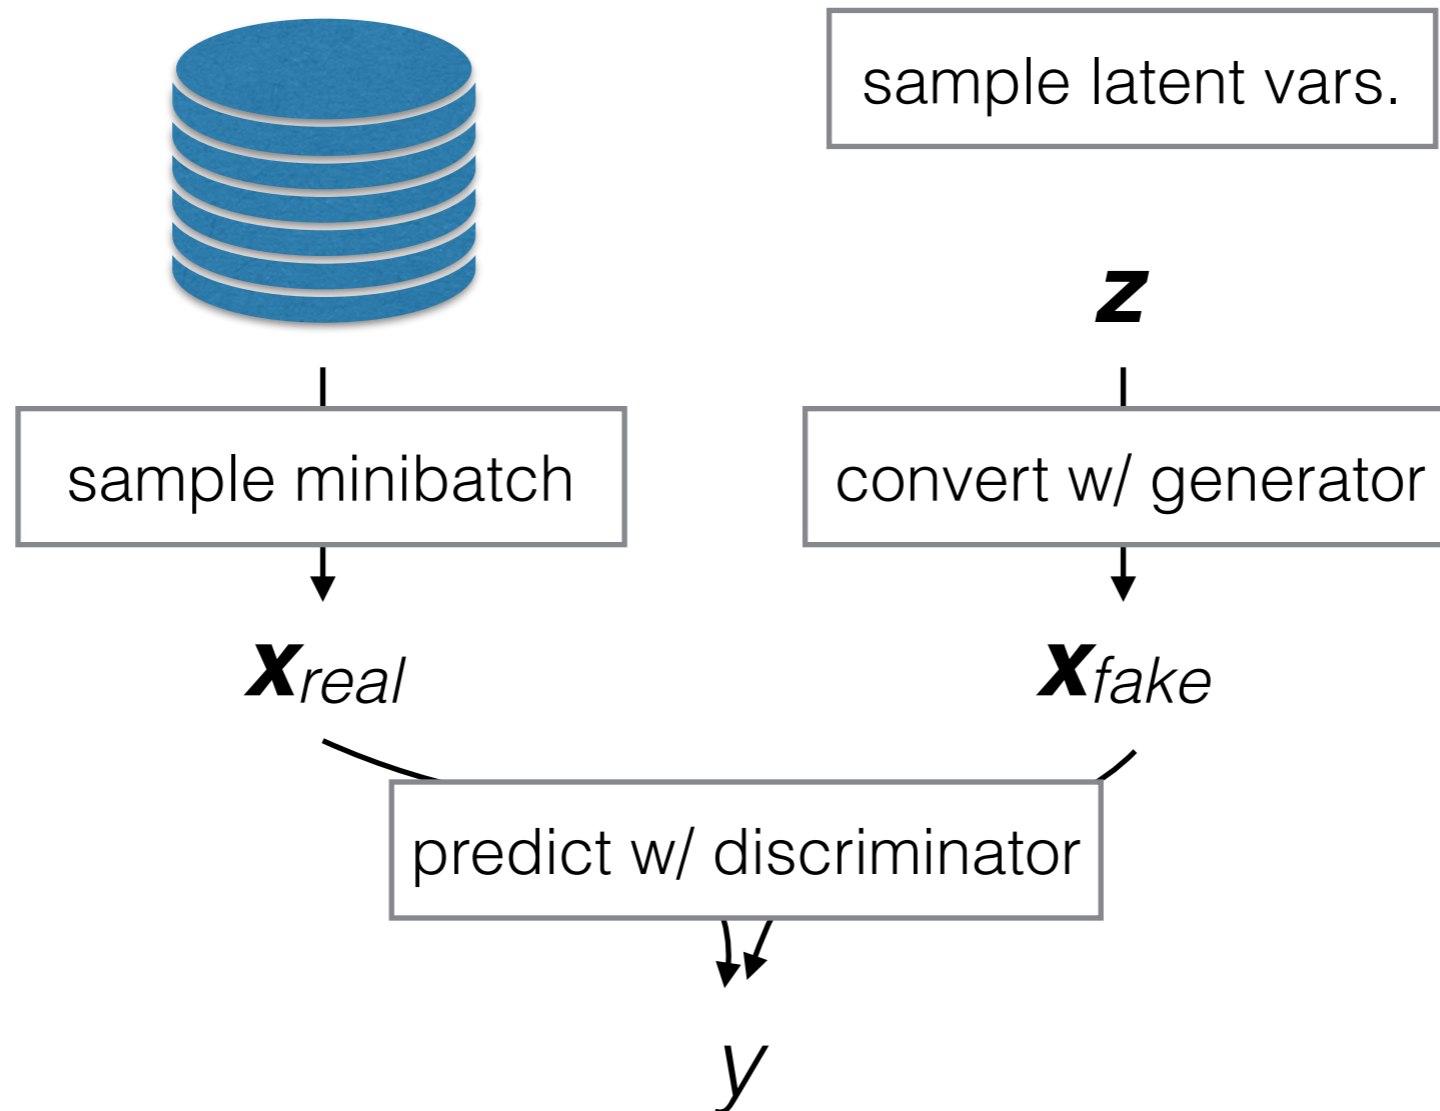 sample latent vars.
z
sample minibatch
convert w/ generator
xreal
xfake
predict w/ discriminator
y